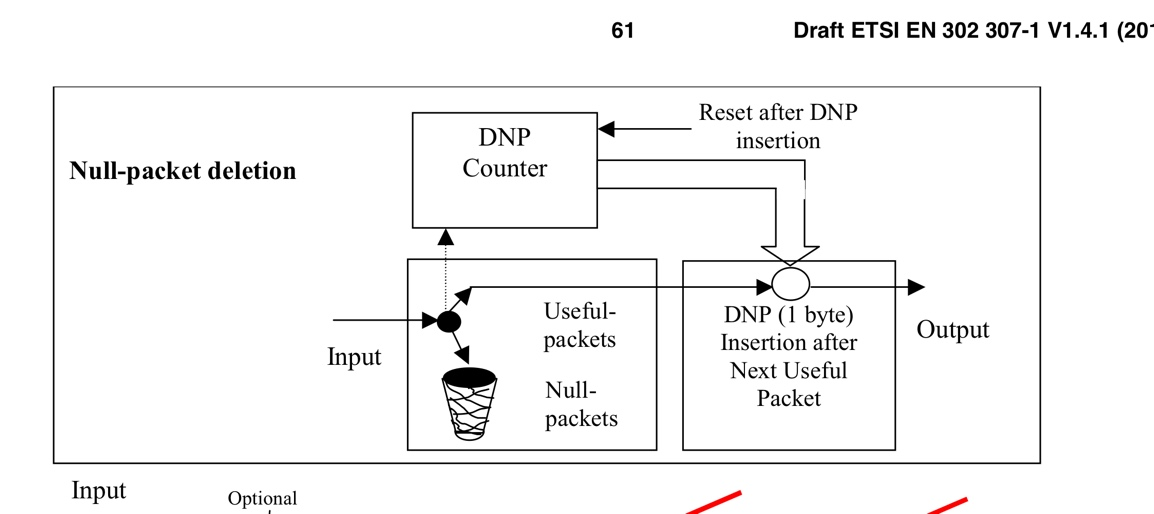 61
Draft ETSI EN 302 307-1 V1.4.1 (201
Null-packet deletion
DNP
Counter
Reset after DNP
insertion
Useful-
packets
Null-
packets
Input
DNP (1 byte)
Insertion after
Next Useful
Packet
Output
Input
Optional